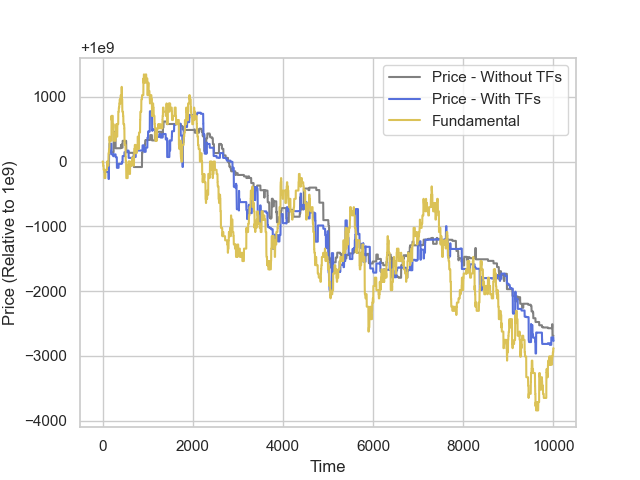 +1e9
Price - Without TFs
Price - With TFs
Fundamental
1000
0
−1000
−2000
−3000
−4000
Price (Relative to 1e9)
0 2000 4000 6000 8000 10000
Time